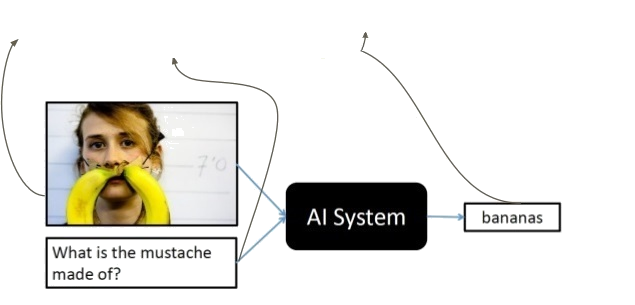 7'0
What is the mustache
made of?
AI System
bananas